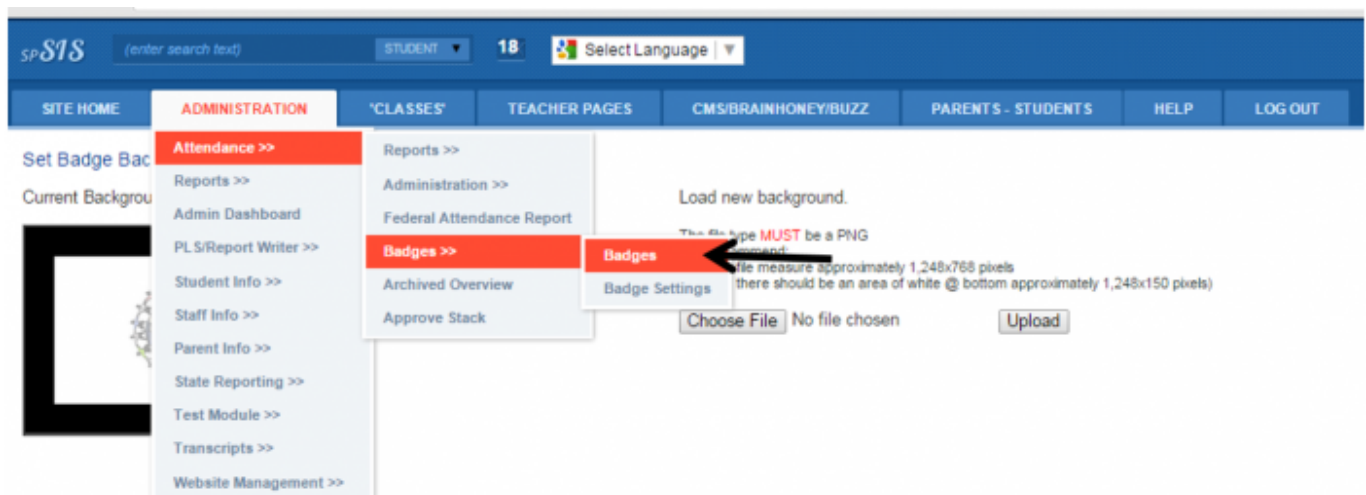 spSIS (enter search text) STUDENT ▼ 18 Select Language ▼
SITE HOME ADMINISTRATION 'CLASSES' TEACHER PAGES CMS/BRAINHONEY/BUZZ PARENTS - STUDENTS HELP LOG OUT
Set Badge Bac
Current Backgrou
Attendance >>
Reports >>
Admin Dashboard
PLS/Report Writer >>
Student Info >>
Staff Info >>
Parent Info >>
State Reporting >>
Test Module >>
Transcripts >>
Website Management >>
Reports >>
Administration >>
Federal Attendance Report
Badges >>
Archived Overview
Approve Stack
Badges
Badge Settings
Load new background.
The file type MUST be a PNG
file measure approximately 1,248x768 pixels
there should be an area of white @ bottom approximately 1,248x150 pixels)
Choose File No file chosen Upload